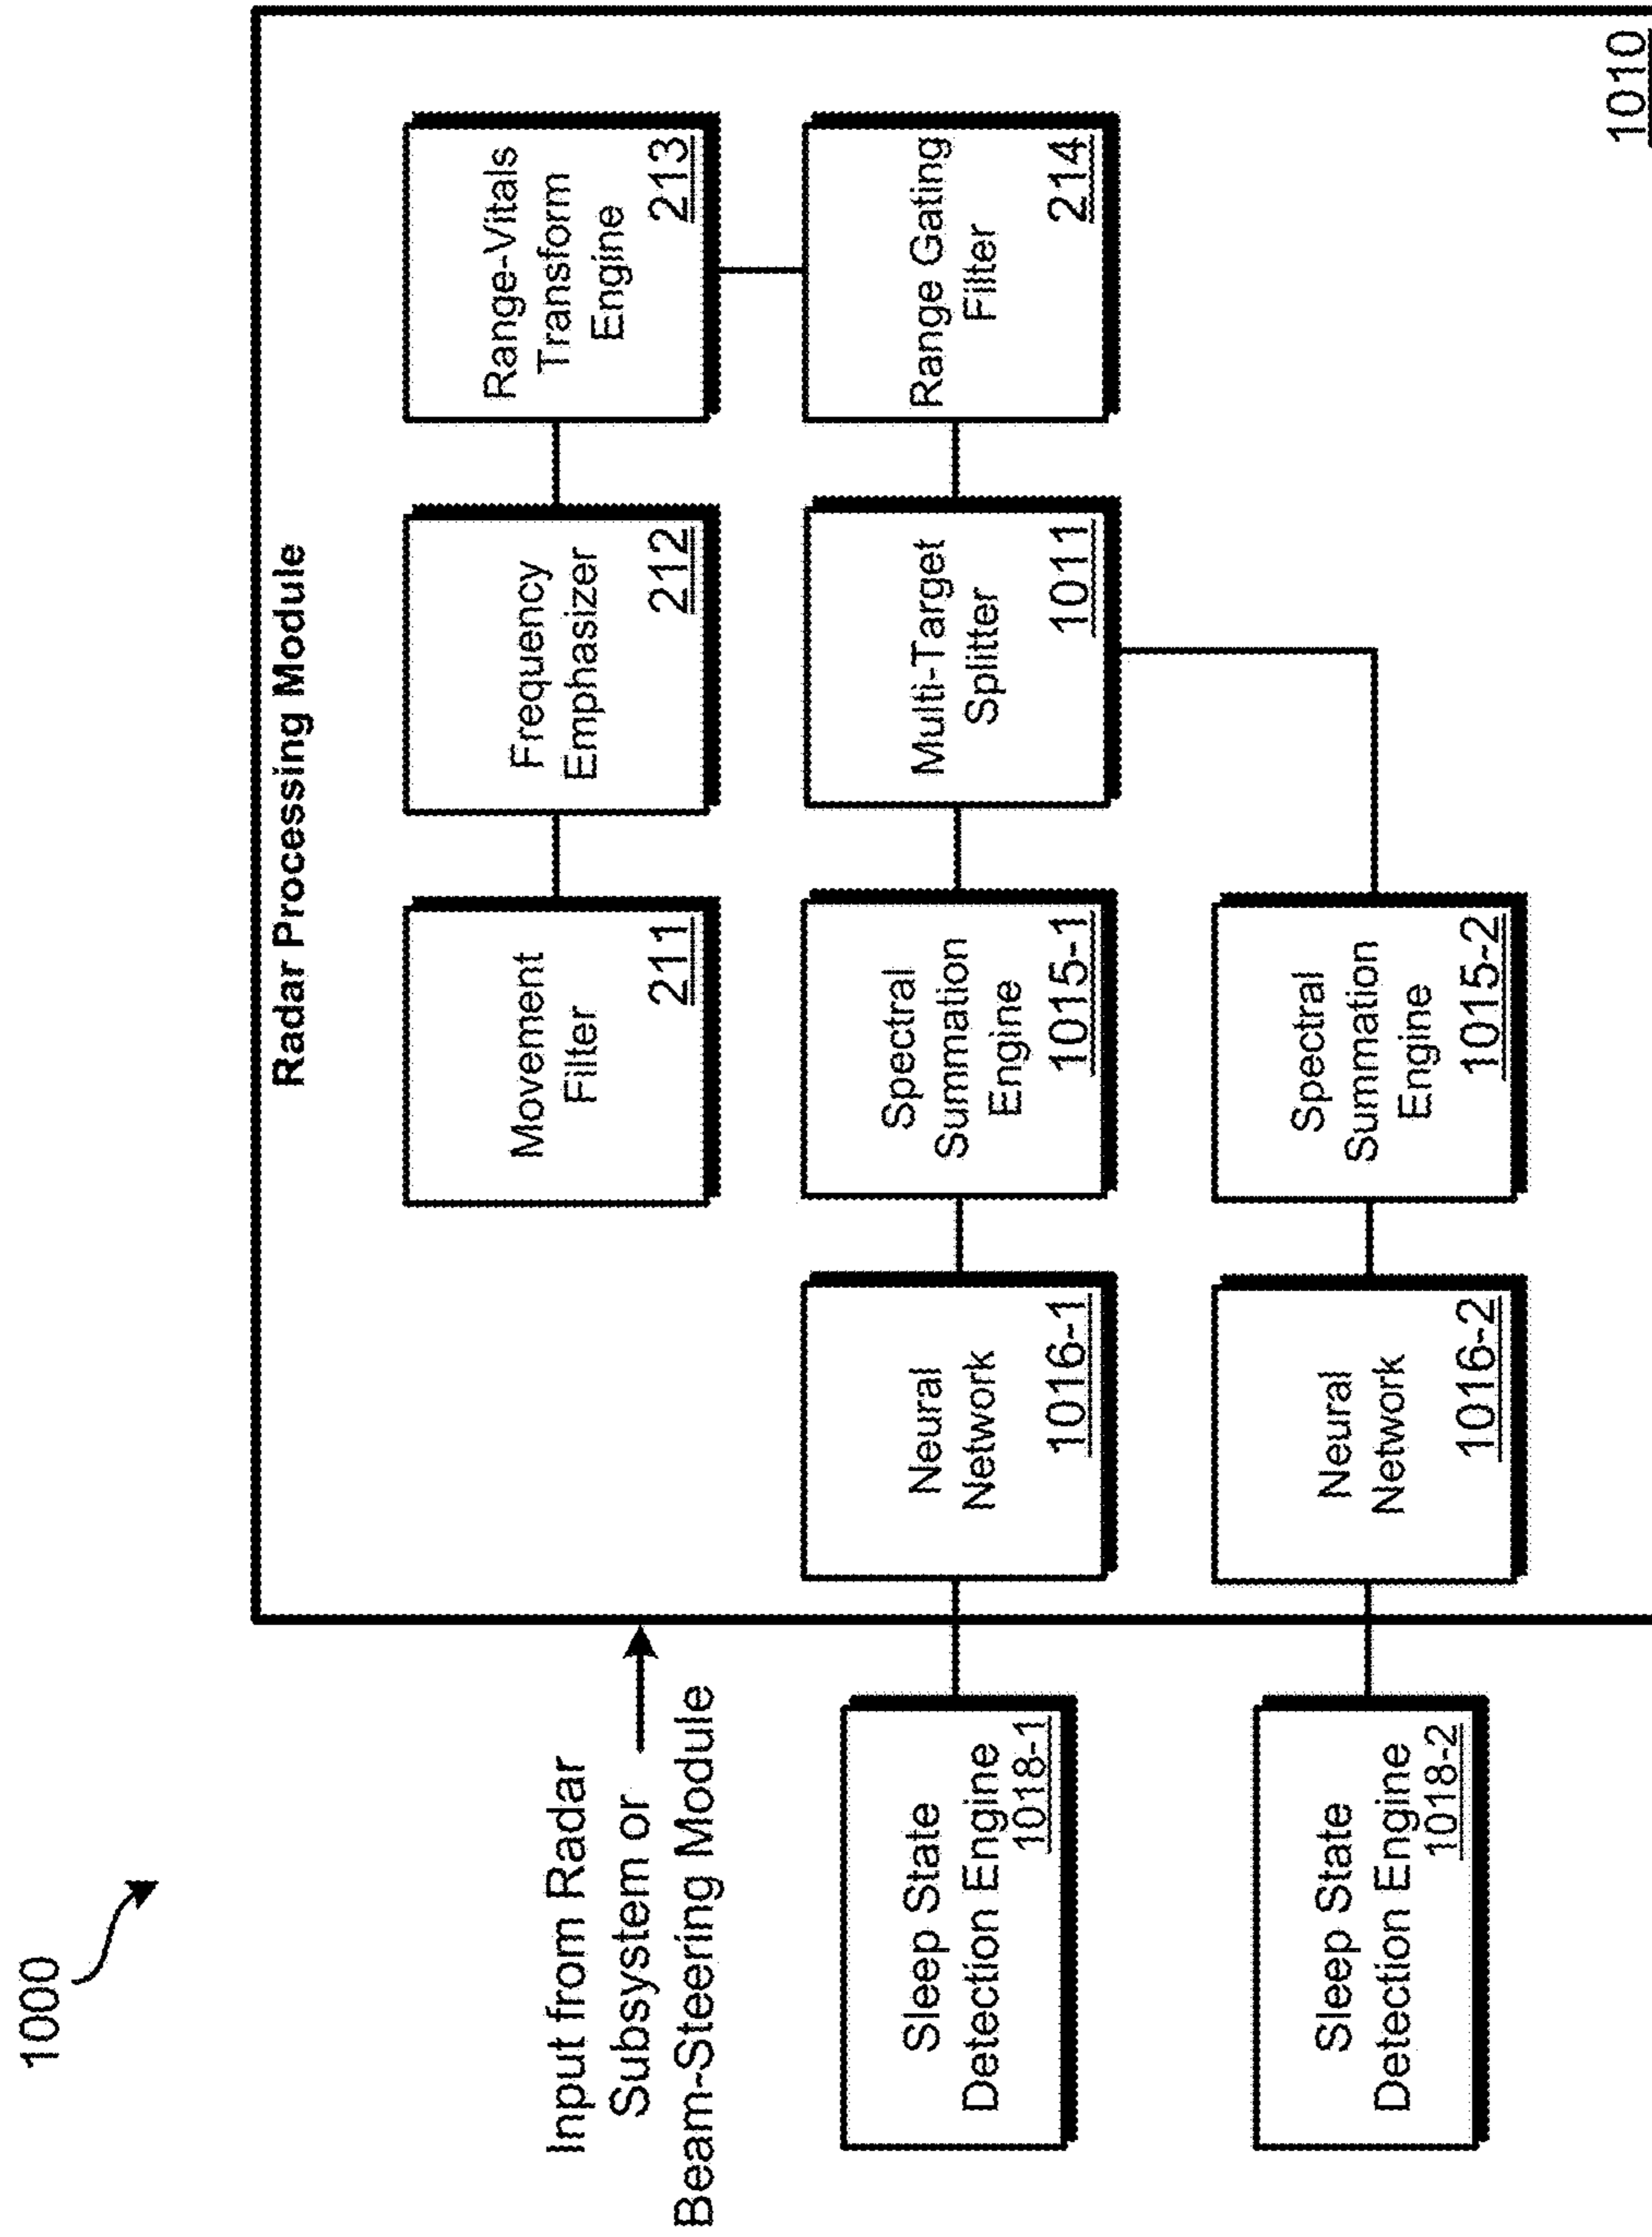 1000
Radar Processing Module
Input from Radar
Subsystem or
Beam-Steering Module
Movement
Filter
211
Frequency
Emphasizer
212
Range-Vitals
Transform
Engine
213
Sleep State
Detection Engine
1018-1
Neural
Network
1016-1
Spectral
Summation
Engine
1015-1
Multi-Target
Splitter
1011
Range Gating
Filter
214
Sleep State
Detection Engine
1018-2
Neural
Network
1016-2
Spectral
Summation
Engine
1015-2
1010